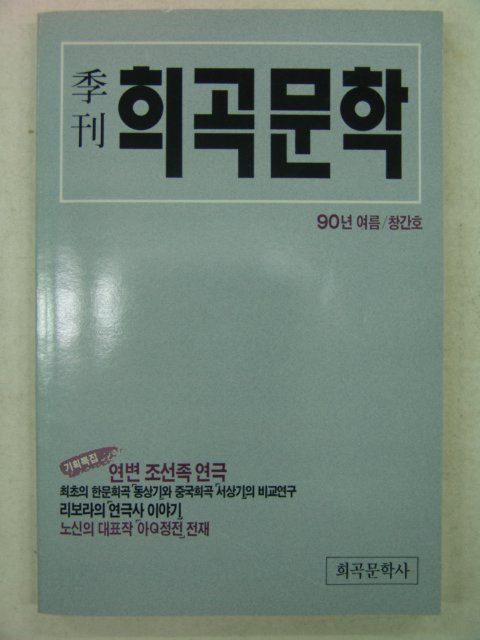 季刊
희곡문학
90년 여름/창간호
기획특집
연변 조선족 연극
최초의 한문희곡 「동상기」와 중국희곡 「서상기」의 비교연구
리보라의 「연극사 이야기」
노신의 대표작 「아Q정전」 전재
희곡문학사